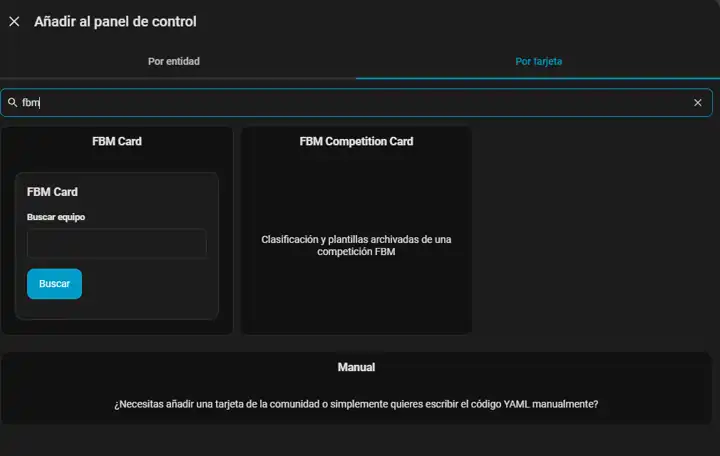 Añadir al panel de control
Por entidad
Por tarjeta
fbm
FBM Card
FBM Card
Buscar equipo
Buscar
FBM Competition Card
Clasificación y plantillas archivadas de una
competición FBM
Manual
¿Necesitas añadir una tarjeta de la comunidad o simplemente quieres escribir el código YAML manualmente?